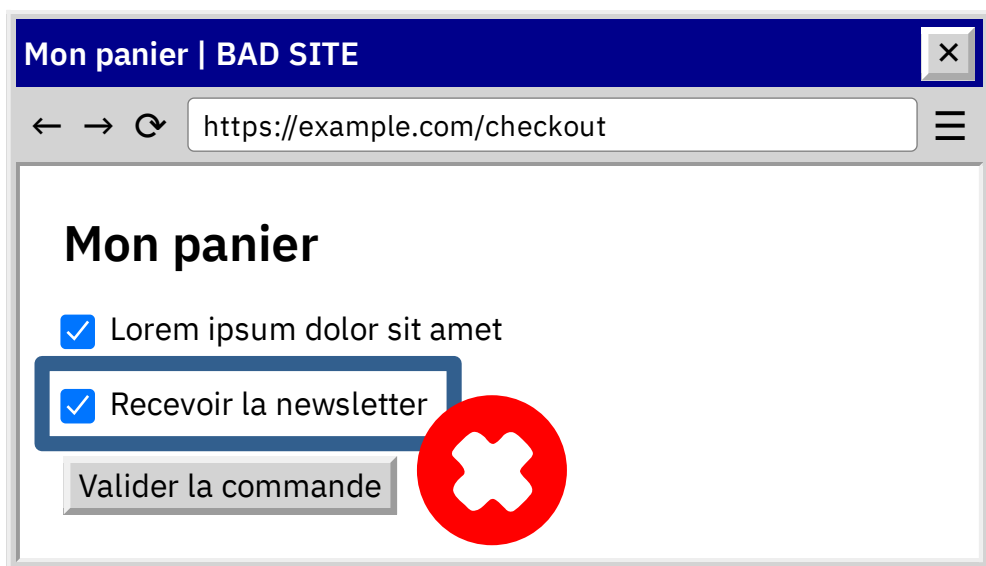 Mon panier | BAD SITE
https://example.com/checkout
Mon panier
Lorem ipsum dolor sit amet
Recevoir la newsletter
Valider la commande